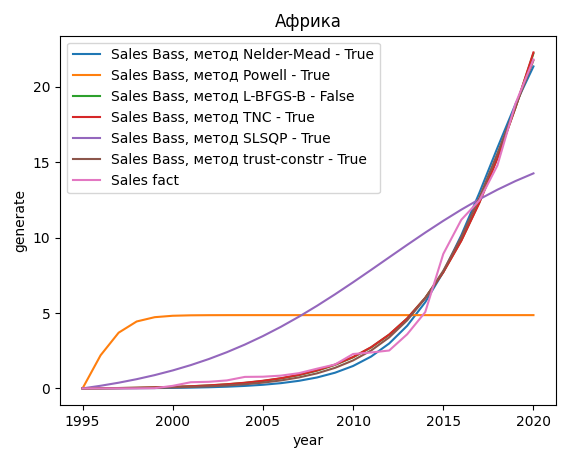 Африка
Sales Bass, метод Nelder-Mead - True
Sales Bass, метод Powell - True
Sales Bass, метод L-BFGS-B - False
Sales Bass, метод TNC - True
Sales Bass, метод SLSQP - True
Sales Bass, метод trust-constr - True
Sales fact
generate
20
15
10
5
0
1995 2000 2005 2010 2015 2020
year